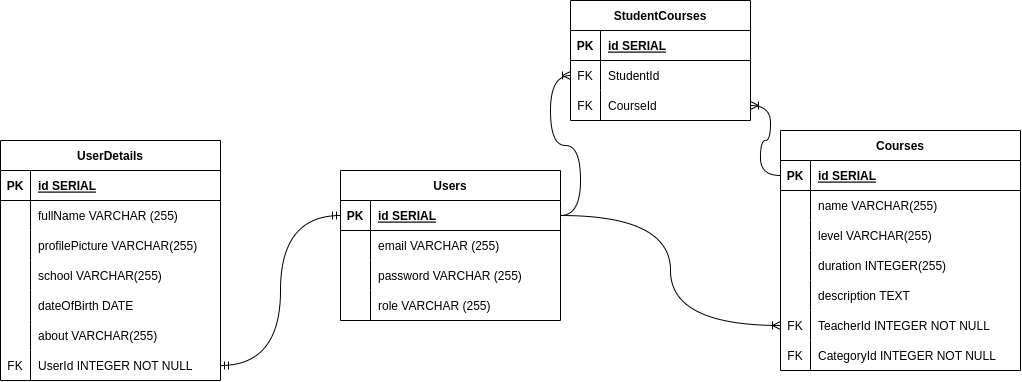 StudentCourses
PK id SERIAL
FK StudentId
FK CourseId
UserDetails
PK id SERIAL
fullName VARCHAR (255)
profilePicture VARCHAR(255)
school VARCHAR(255)
dateOfBirth DATE
about VARCHAR(255)
FK UserId INTEGER NOT NULL
Users
PK id SERIAL
email VARCHAR (255)
password VARCHAR (255)
role VARCHAR (255)
Courses
PK id SERIAL
name VARCHAR(255)
level VARCHAR(255)
duration INTEGER(255)
description TEXT
FK TeacherId INTEGER NOT NULL
FK CategoryId INTEGER NOT NULL